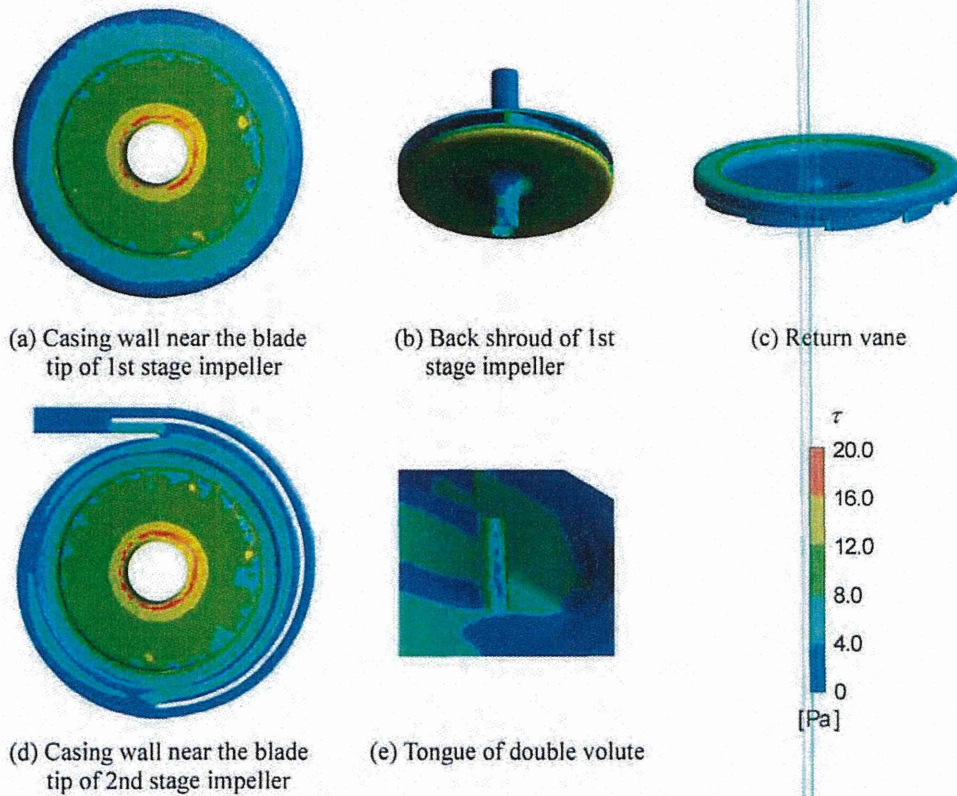 (a) Casing wall near the blade
tip of 1st stage impeller
(b) Back shroud of 1st
stage impeller
(c) Return vane
τ
20.0
16.0
12.0
8.0
4.0
0
[Pa]
(d) Casing wall near the blade
tip of 2nd stage impeller
(e) Tongue of double volute